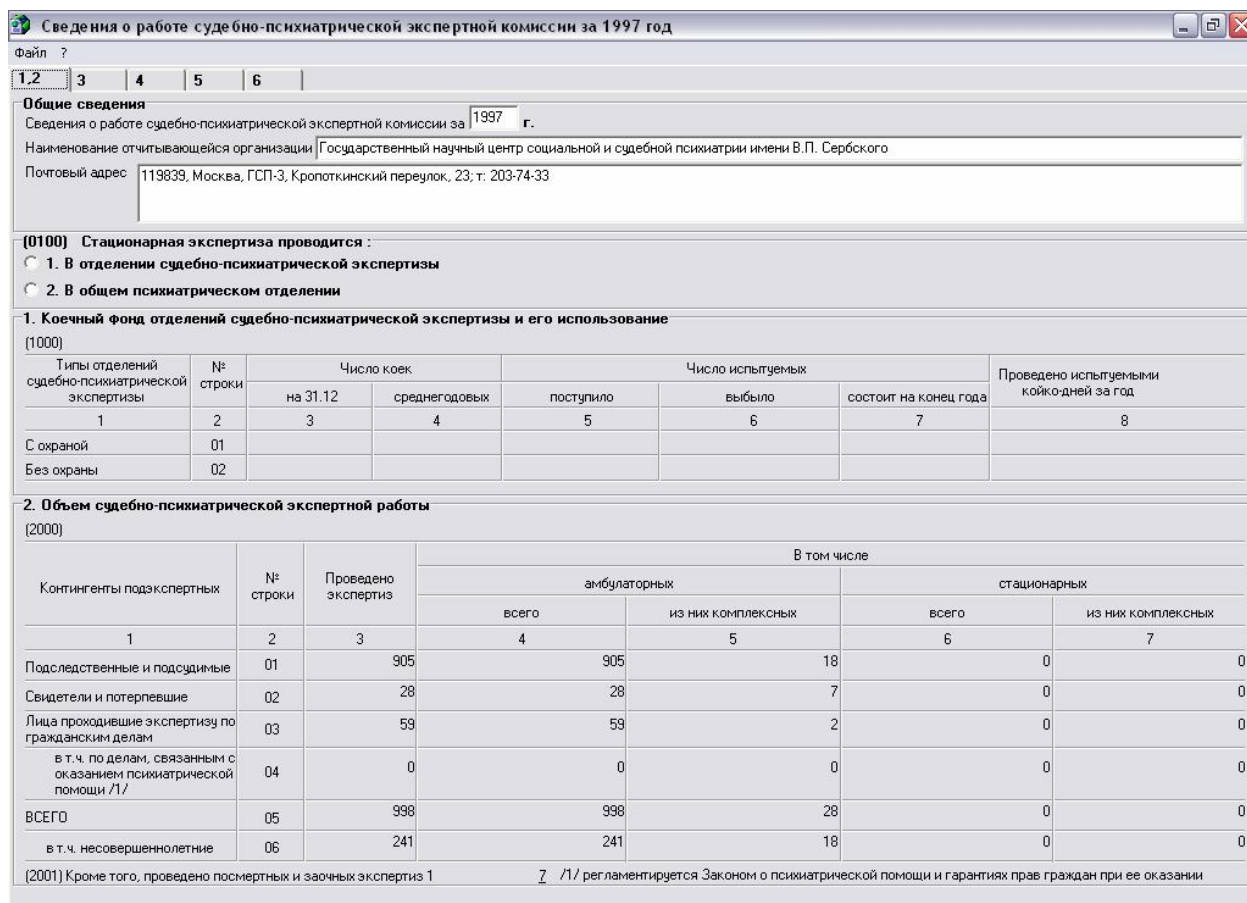 Сведения о работе судебно-психиатрической экспертной комиссии за 1997 год
Файл ?
1,2 3 4 5 6
Общие сведения
Сведения о работе судебно-психиатрической экспертной комиссии за 1997 г.
Наименование отчитывающейся организации Государственный научный центр социальной и судебной психиатрии имени В.П. Сербского
Почтовый адрес 119839, Москва, ГСП-3, Кропоткинский переулок, 23; т: 203-74-33
(0100) Стационарная экспертиза проводится :
1. В отделении судебно-психиатрической экспертизы
2. В общем психиатрическом отделении
1. Коечный фонд отделений судебно-психиатрической экспертизы и его использование
(1000)
Типы отделений судебно-психиатрической экспертизы № строки Число коек Число испытуемых Проведено испытуемыми койко-дней за год
на 31.12 среднегодовых поступило выбыло состоит на конец года
1 2 3 4 5 6 7 8
С охраной 01
Без охраны 02
2. Объем судебно-психиатрической экспертной работы
(2000)
Контингенты подэкспертных № строки Проведено экспертиз В том числе
амбулаторных стационарных
всего из них комплексных всего из них комплексных
1 2 3 4 5 6 7
Подследственные и подсудимые 01 905 905 18 0 0
Свидетели и потерпевшие 02 28 28 7 0 0
Лица проходившие экспертизу по гражданским делам 03 59 59 2 0 0
в т.ч. по делам, связанным с оказанием психиатрической помощи /1/ 04 0 0 0 0 0
ВСЕГО 05 998 998 28 0 0
в т.ч. несовершеннолетние 06 241 241 18 0 0
(2001) Кроме того, проведено посмертных и заочных экспертиз 1 7 /1/ регламентируется Законом о психиатрической помощи и гарантиях прав граждан при ее оказании